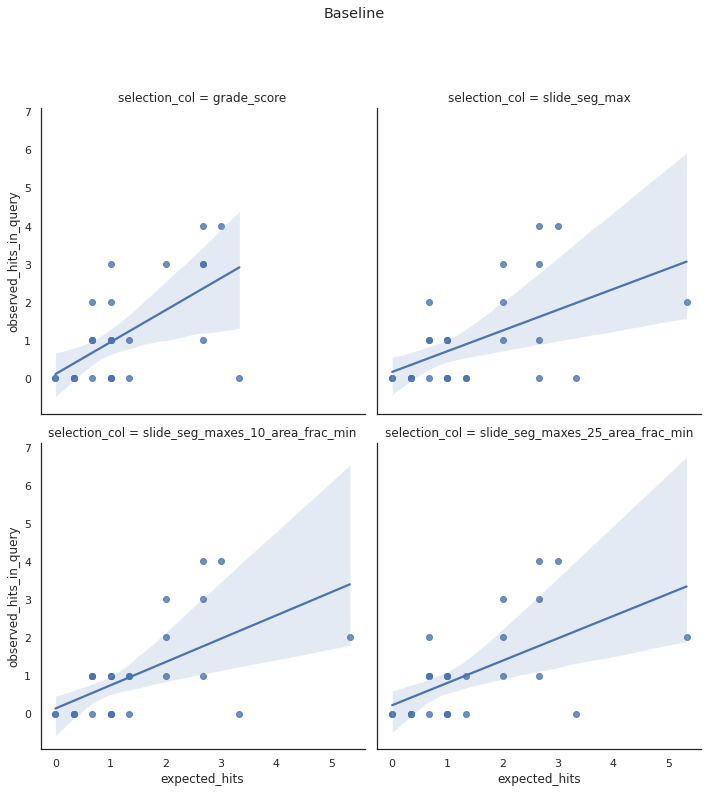 Baseline
selection_col = grade_score
selection_col = slide_seg_max
7
6
5
4
3
2
1
0
observed_hits_in_query
selection_col = slide_seg_maxes_10_area_frac_min
selection_col = slide_seg_maxes_25_area_frac_min
7
6
5
4
3
2
1
0
observed_hits_in_query
0 1 2 3 4 5
expected_hits
0 1 2 3 4 5
expected_hits